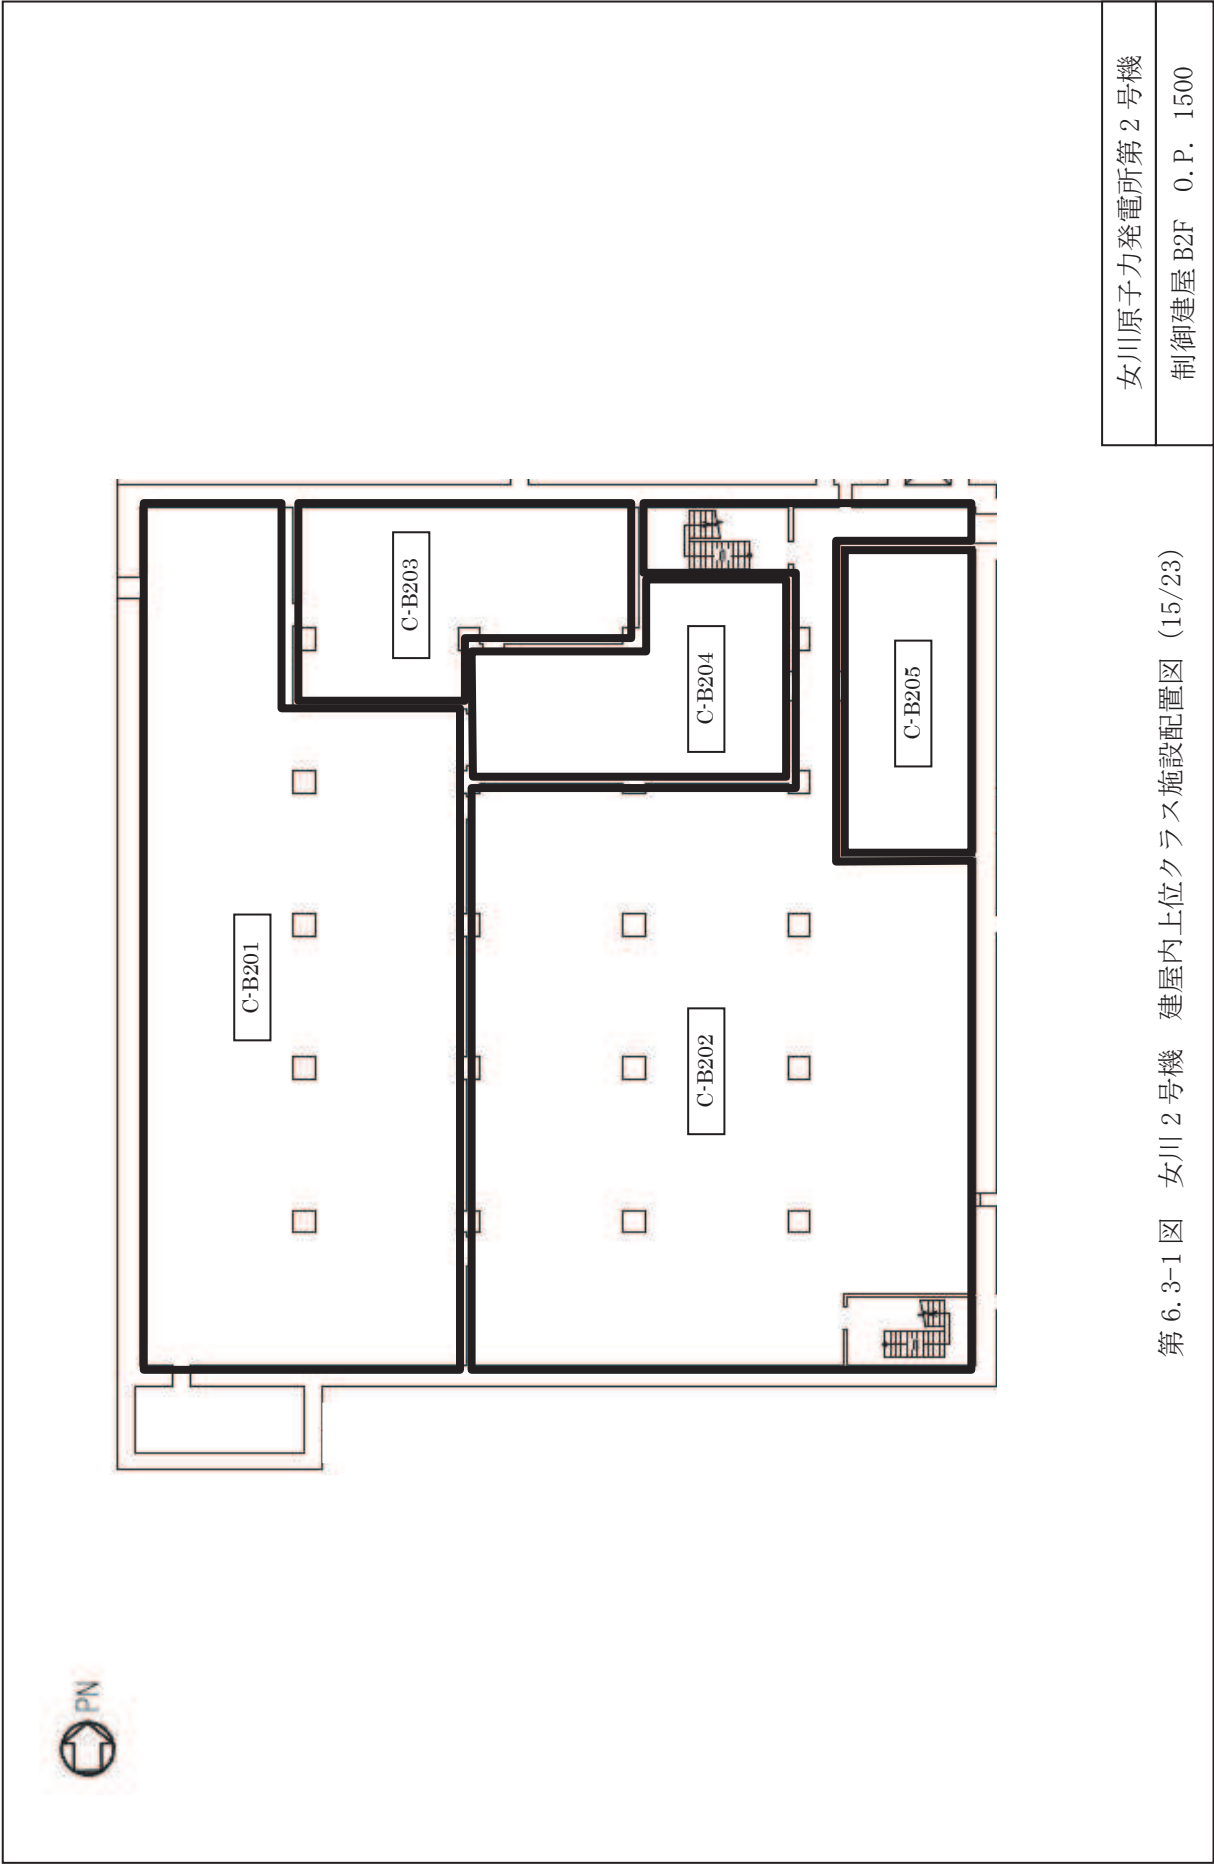 PN
C-B201
C-B203
C-B204
C-B202
C-B205
第 6.3-1 図　女川 2 号機　建屋内上位クラス施設配置図 (15/23)
女川原子力発電所第 2 号機
制御建屋 B2F　O.P. 1500